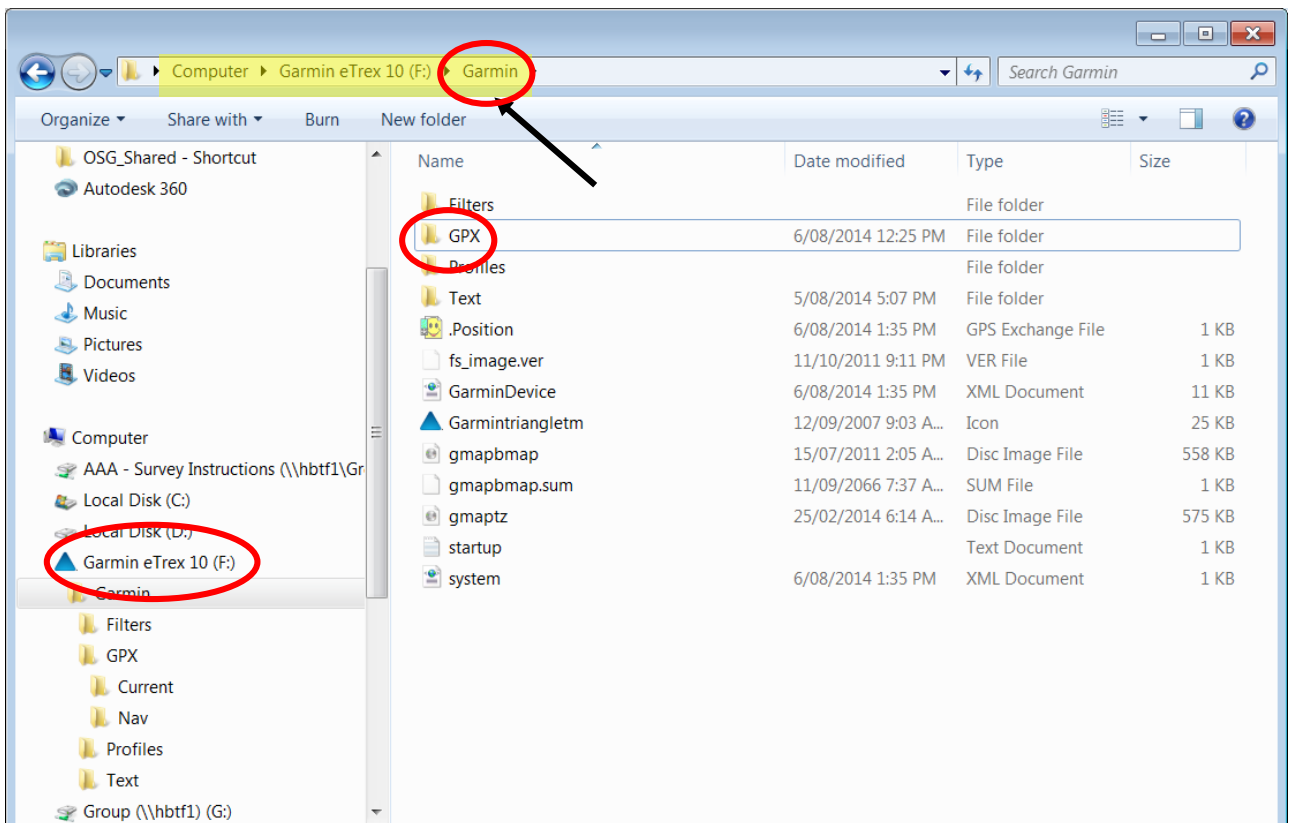 Computer Garmin eTrex 10 (F:) Garmin
Search Garmin
Organize Share with Burn New folder
OSG_Shared - Shortcut
Autodesk 360
Libraries
Documents
Music
Pictures
Videos
Computer
AAA - Survey Instructions (\\hbtf1\Gr
Local Disk (C:)
Local Disk (D:)
Garmin eTrex 10 (F:)
Garmin
Filters
GPX
Current
Nav
Profiles
Text
Group (\\hbtf1) (G:)
Name Date modified Type Size
Filters File folder
GPX 6/08/2014 12:25 PM File folder
Profiles File folder
Text 5/08/2014 5:07 PM File folder
.Position 6/08/2014 1:35 PM GPS Exchange File 1 KB
fs_image.ver 11/10/2011 9:11 PM VER File 1 KB
GarminDevice 6/08/2014 1:35 PM XML Document 11 KB
Garmintriangletm 12/09/2007 9:03 A... Icon 25 KB
gmapbmap 15/07/2011 2:05 A... Disc Image File 558 KB
gmapbmap.sum 11/09/2066 7:37 A... SUM File 1 KB
gmaptz 25/02/2014 6:14 A... Disc Image File 575 KB
startup Text Document 1 KB
system 6/08/2014 1:35 PM XML Document 1 KB